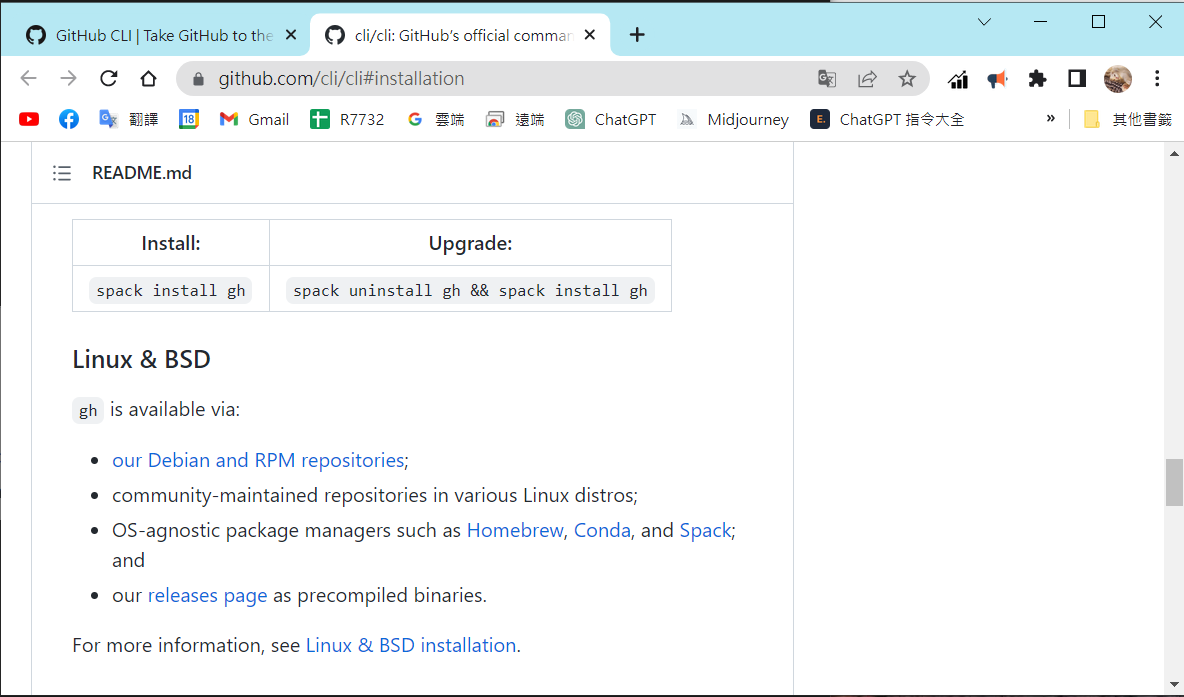 GitHub CLI | Take GitHub to the
cli/cli: GitHub’s official comman
github.com/cli/cli#installation
翻譯
18
Gmail
R7732
雲端
遠端
ChatGPT
Midjourney
E.
ChatGPT 指令大全
»
其他書籤
README.md
Install: Upgrade:
spack install gh spack uninstall gh && spack install gh
Linux & BSD
gh is available via:
• our Debian and RPM repositories;
• community-maintained repositories in various Linux distros;
• OS-agnostic package managers such as Homebrew, Conda, and Spack;
and
• our releases page as precompiled binaries.
For more information, see Linux & BSD installation.